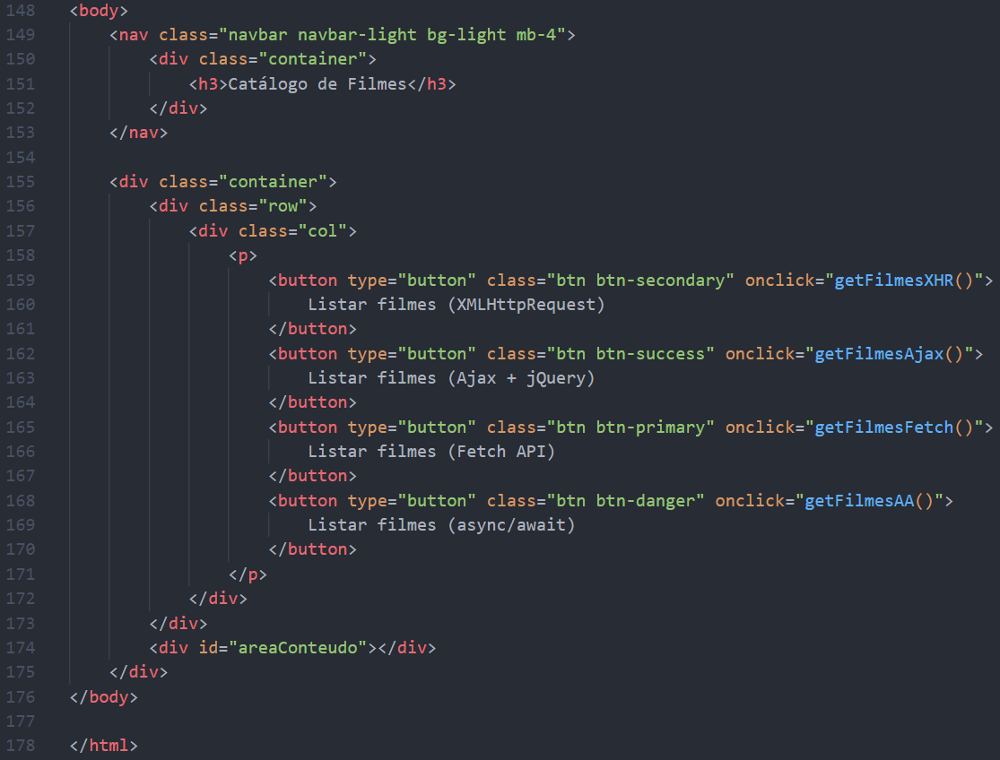 148 <body>
149     <nav class="navbar navbar-light bg-light mb-4">
150         <div class="container">
151             <h3>Catálogo de Filmes</h3>
152         </div>
153     </nav>
154
155     <div class="container">
156         <div class="row">
157             <div class="col">
158                 <p>
159                     <button type="button" class="btn btn-secondary" onclick="getFilmesXHR()">
160                         Listar filmes (XMLHttpRequest)
161                     </button>
162                     <button type="button" class="btn btn-success" onclick="getFilmesAjax()">
163                         Listar filmes (Ajax + jQuery)
164                     </button>
165                     <button type="button" class="btn btn-primary" onclick="getFilmesFetch()">
166                         Listar filmes (Fetch API)
167                     </button>
168                     <button type="button" class="btn btn-danger" onclick="getFilmesAA()">
169                         Listar filmes (async/await)
170                     </button>
171                 </p>
172             </div>
173         </div>
174         <div id="areaConteudo"></div>
175     </div>
176 </body>
177
178 </html>